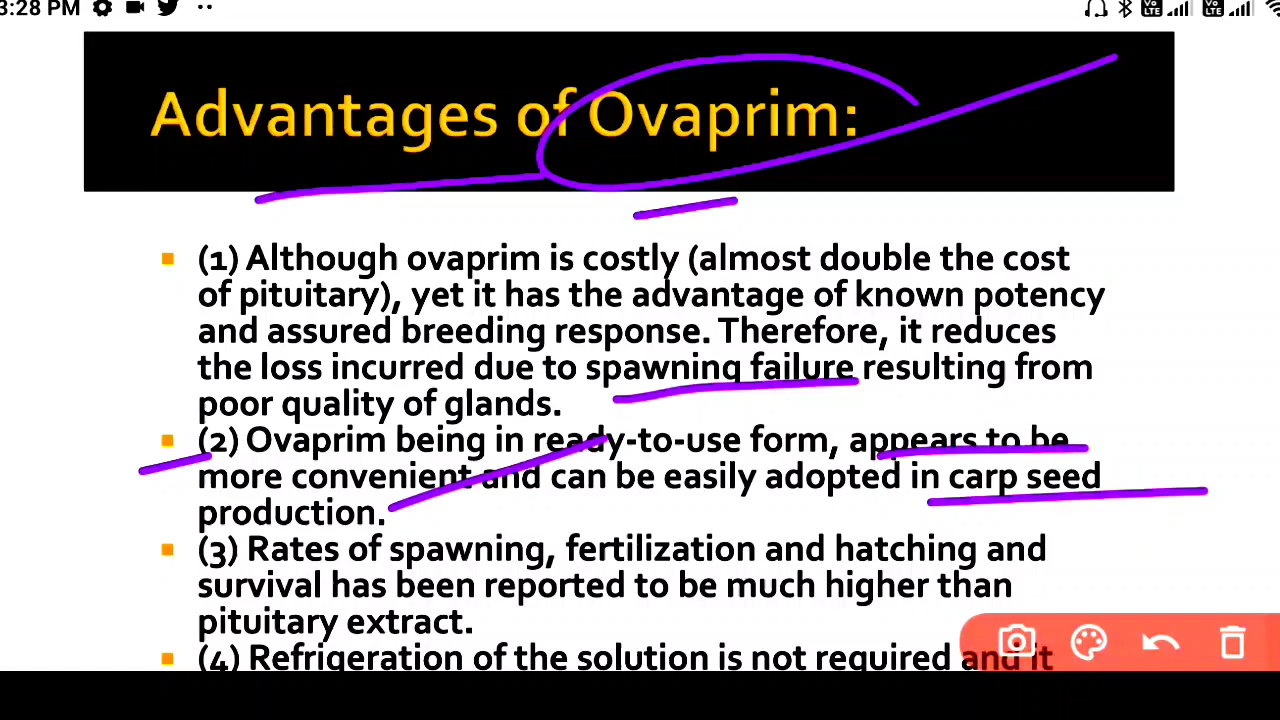 3:28 PM
Advantages of Ovaprim:
(1) Although ovaprim is costly (almost double the cost
of pituitary), yet it has the advantage of known potency
and assured breeding response. Therefore, it reduces
the loss incurred due to spawning failure resulting from
poor quality of glands.
(2) Ovaprim being in ready-to-use form, appears to be
more convenient and can be easily adopted in carp seed
production.
(3) Rates of spawning, fertilization and hatching and
survival has been reported to be much higher than
pituitary extract.
(4) Refrigeration of the solution is not required and it